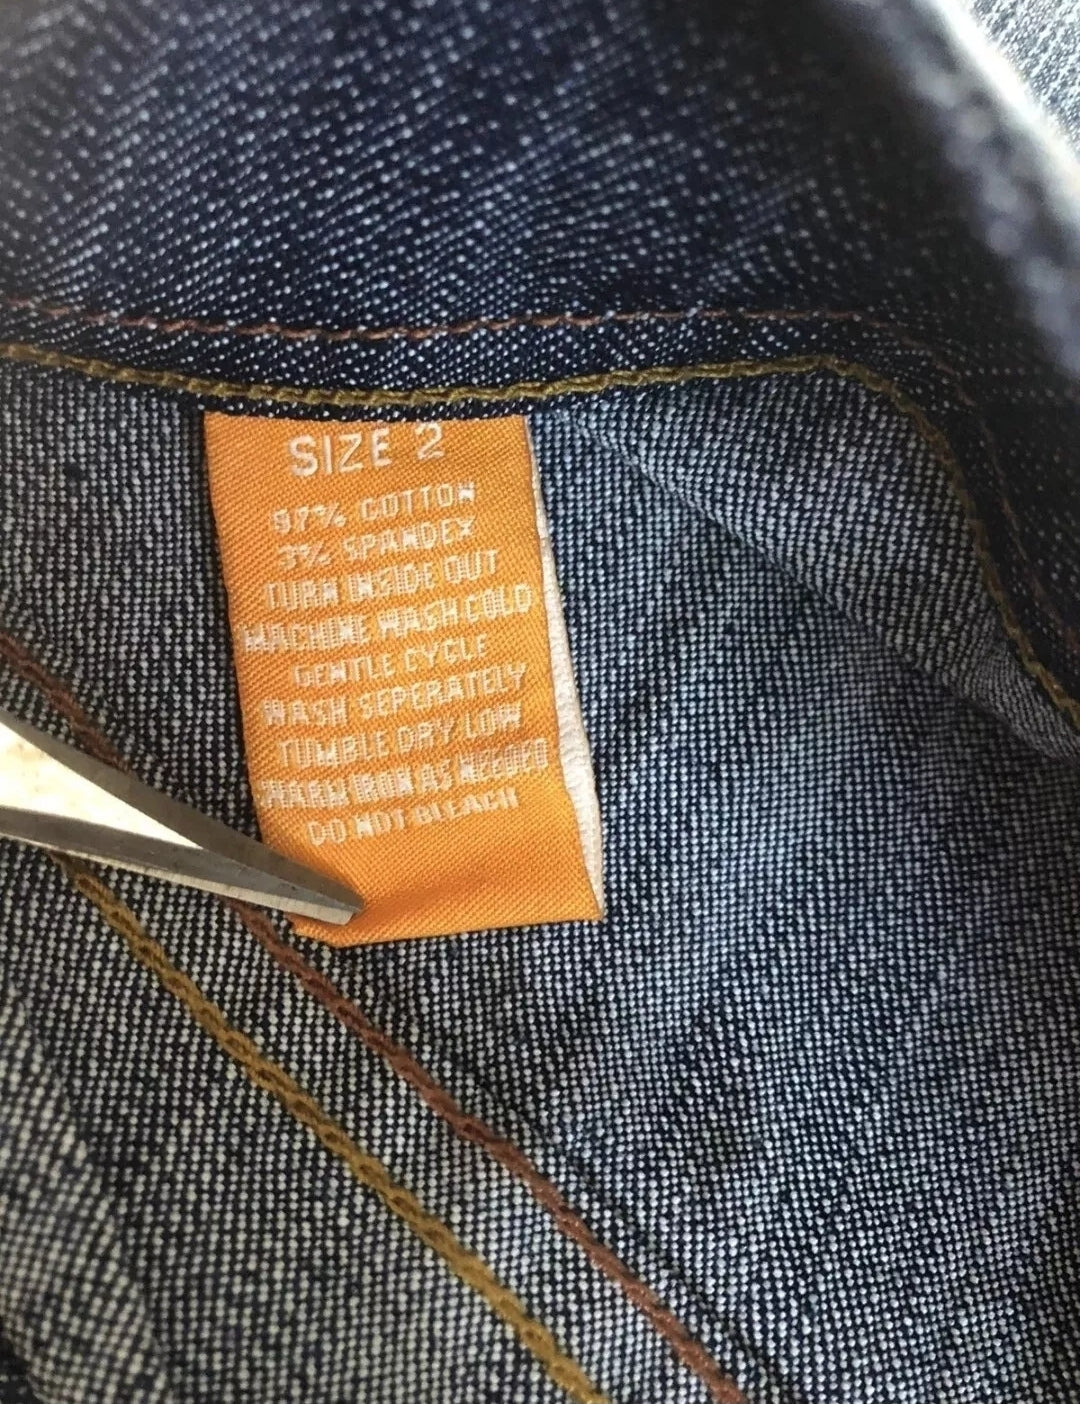 SIZE 2
97% COTTON
3% SPANDEX
TURN INSIDE OUT
MACHINE WASH COLD
GENTLE CYCLE
WASH SEPERATELY
TUMBLE DRY LOW
WARM IRON AS NEEDED
DO NOT BLEACH